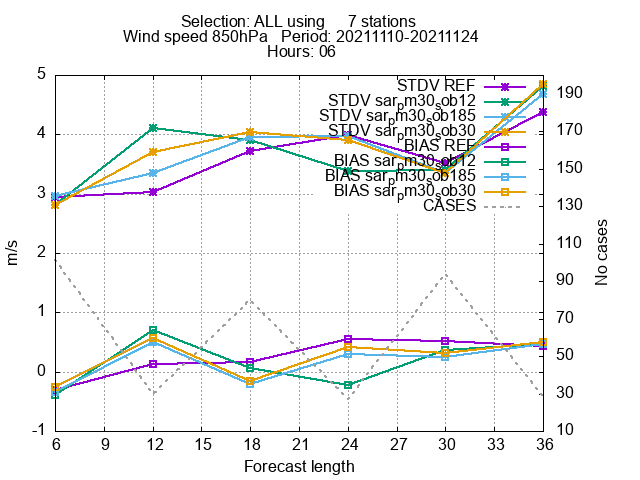 Selection: ALL using 7 stations
Wind speed 850hPa Period: 20211110-20211124
Hours: 06
5
4
3
2
1
0
-1
m/s
STDV REF
STDV sar_pm30_sob12
STDV sar_pm30_sob185
STDV sar_pm30_sob30
BIAS REF
BIAS sar_pm30_sob12
BIAS sar_pm30_sob185
BIAS sar_pm30_sob30
CASES
190
170
150
130
110
90
70
50
30
10
No cases
6 9 12 15 18 21 24 27 30 33 36
Forecast length